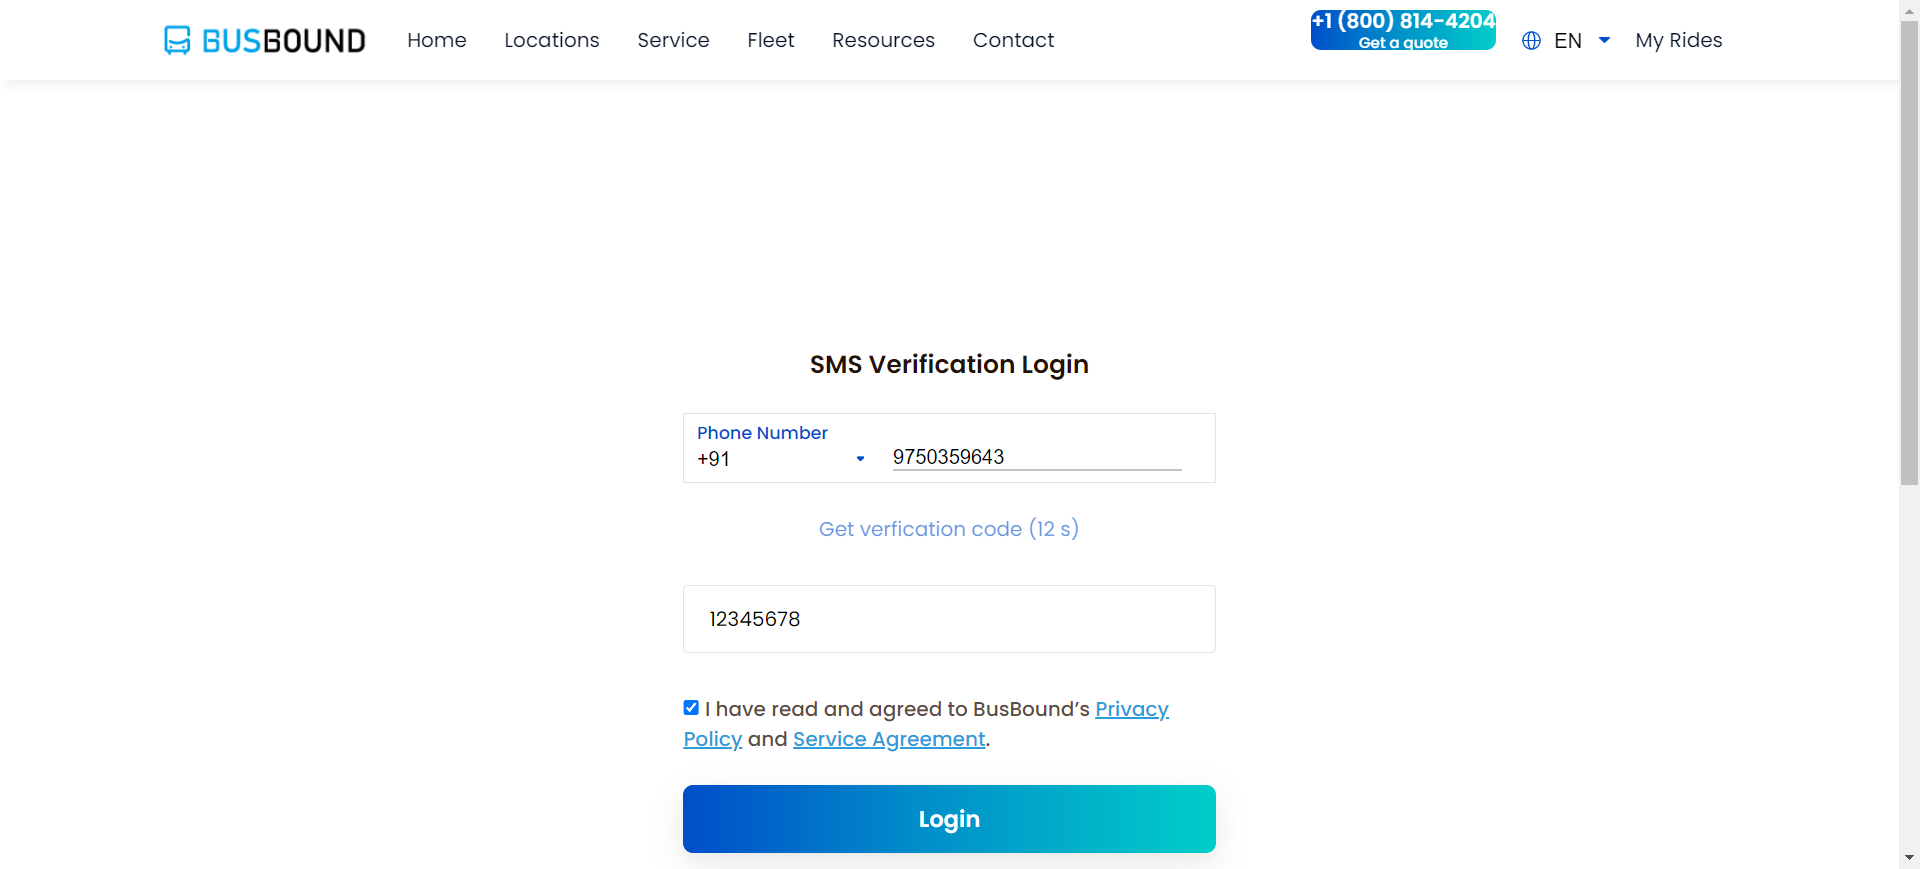 BUSBOUND Home Locations Service Fleet Resources Contact +1 (800) 814-4204 EN My Rides
Get a quote
SMS Verification Login
Phone Number
+91 9750359643
Get verfication code (12 s)
12345678
I have read and agreed to BusBound’s Privacy
Policy and Service Agreement.
Login